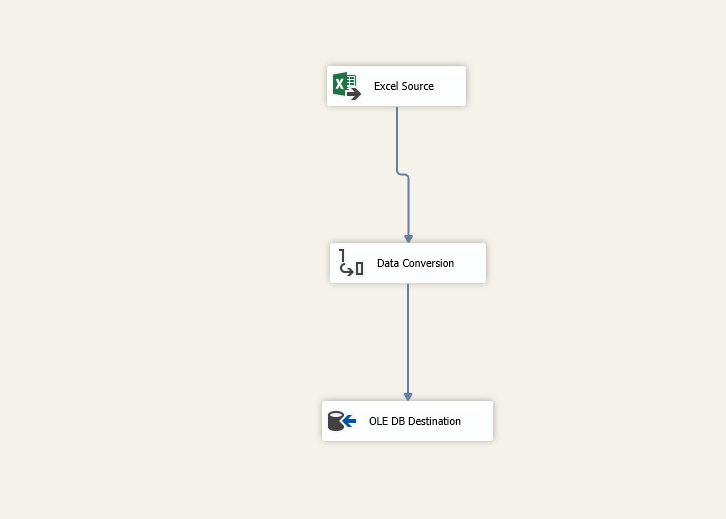 Excel Source
Data Conversion
OLE DB Destination